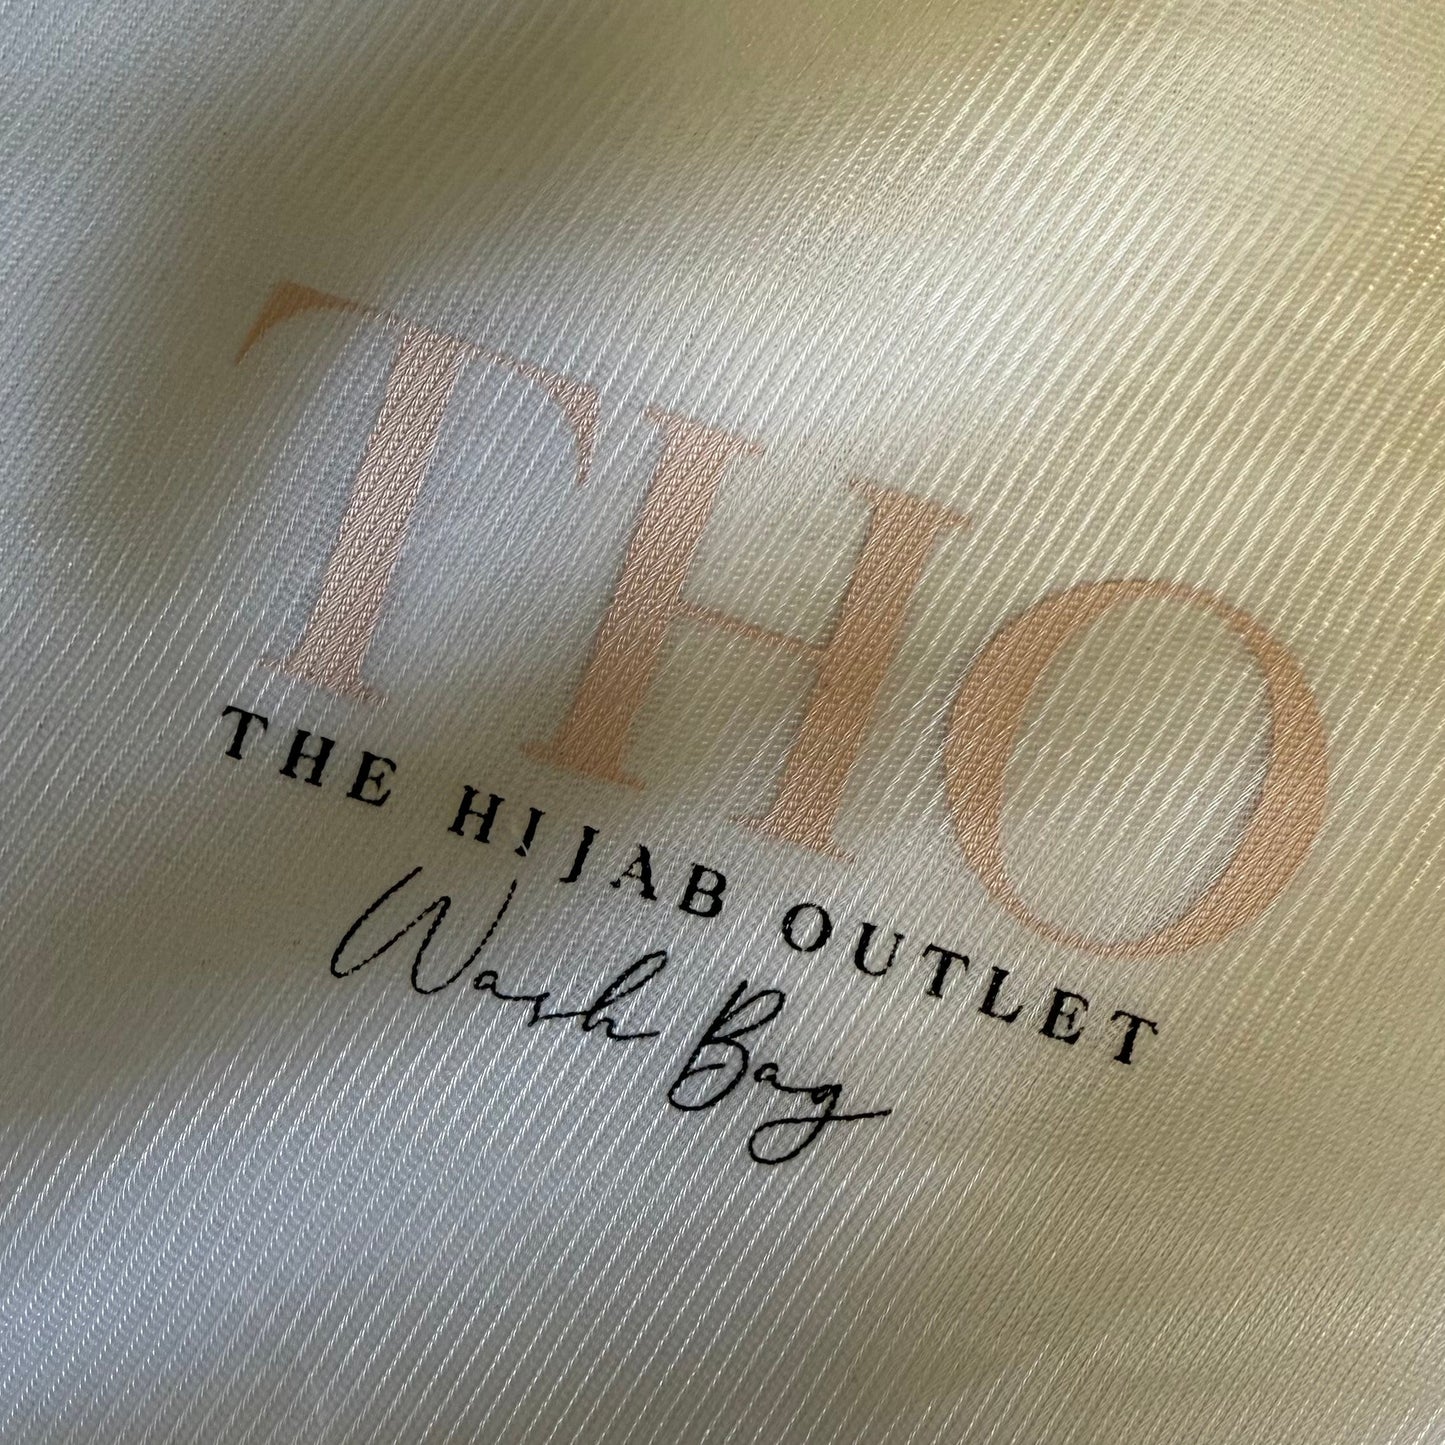 THO
THE HIJAB OUTLET
Wash Bag